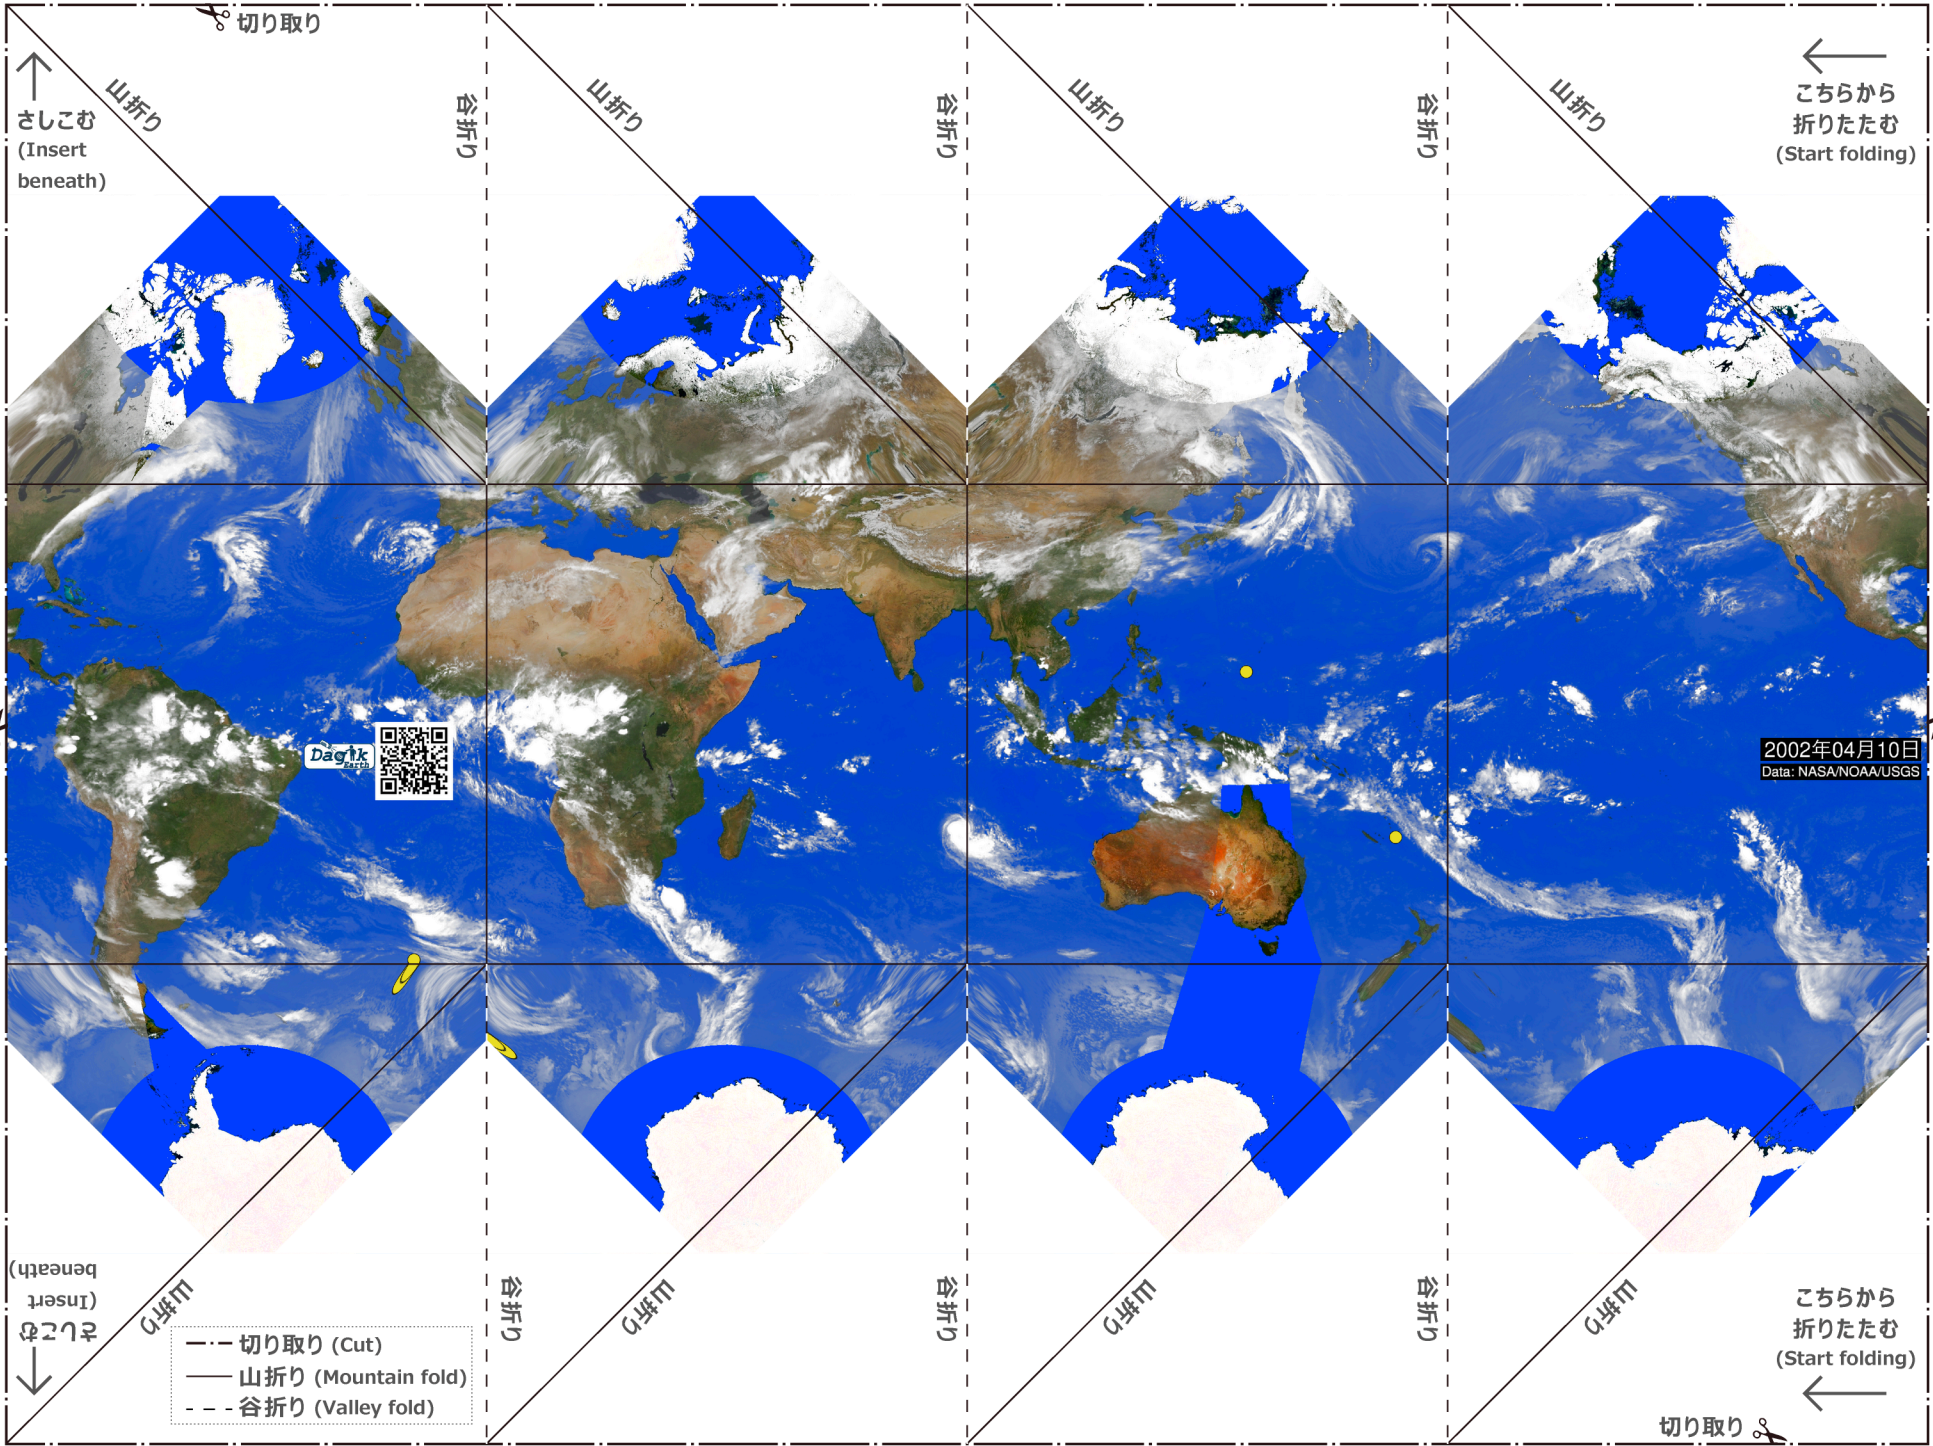 切り取り
山折り
谷折り
山折り
谷折り
山折り
谷折り
山折り
さしこむ
(Insert
beneath)
こちらから
折りたたむ
(Start folding)
Dagik
Earth
2002年04月10日
Data: NASA/NOAA/USGS
さしこむ
(Insert
beneath)
山折り
谷折り
山折り
谷折り
山折り
谷折り
山折り
こちらから
折りたたむ
(Start folding)
切り取り (Cut)
山折り (Mountain fold)
谷折り (Valley fold)
切り取り